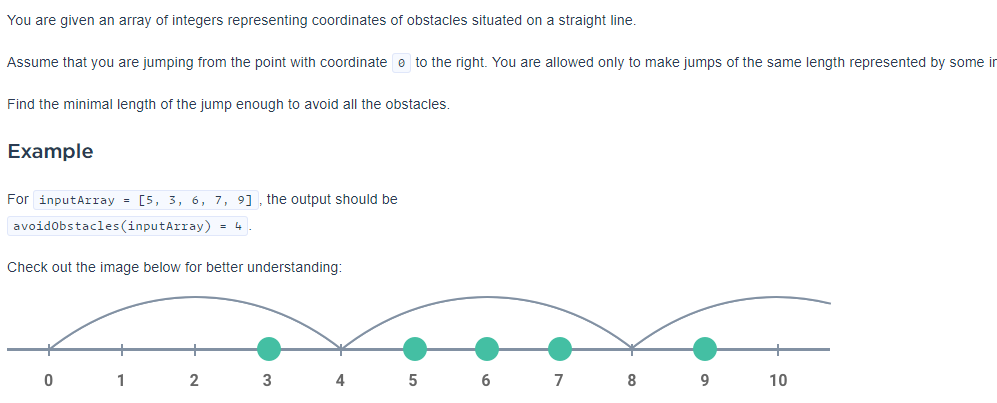 You are given an array of integers representing coordinates of obstacles situated on a straight line.
Assume that you are jumping from the point with coordinate 0 to the right. You are allowed only to make jumps of the same length represented by some
Find the minimal length of the jump enough to avoid all the obstacles.
Example
For inputArray = [5, 3, 6, 7, 9] , the output should be
avoidObstacles(inputArray) = 4 .
Check out the image below for better understanding:
0 1 2 3 4 5 6 7 8 9 10